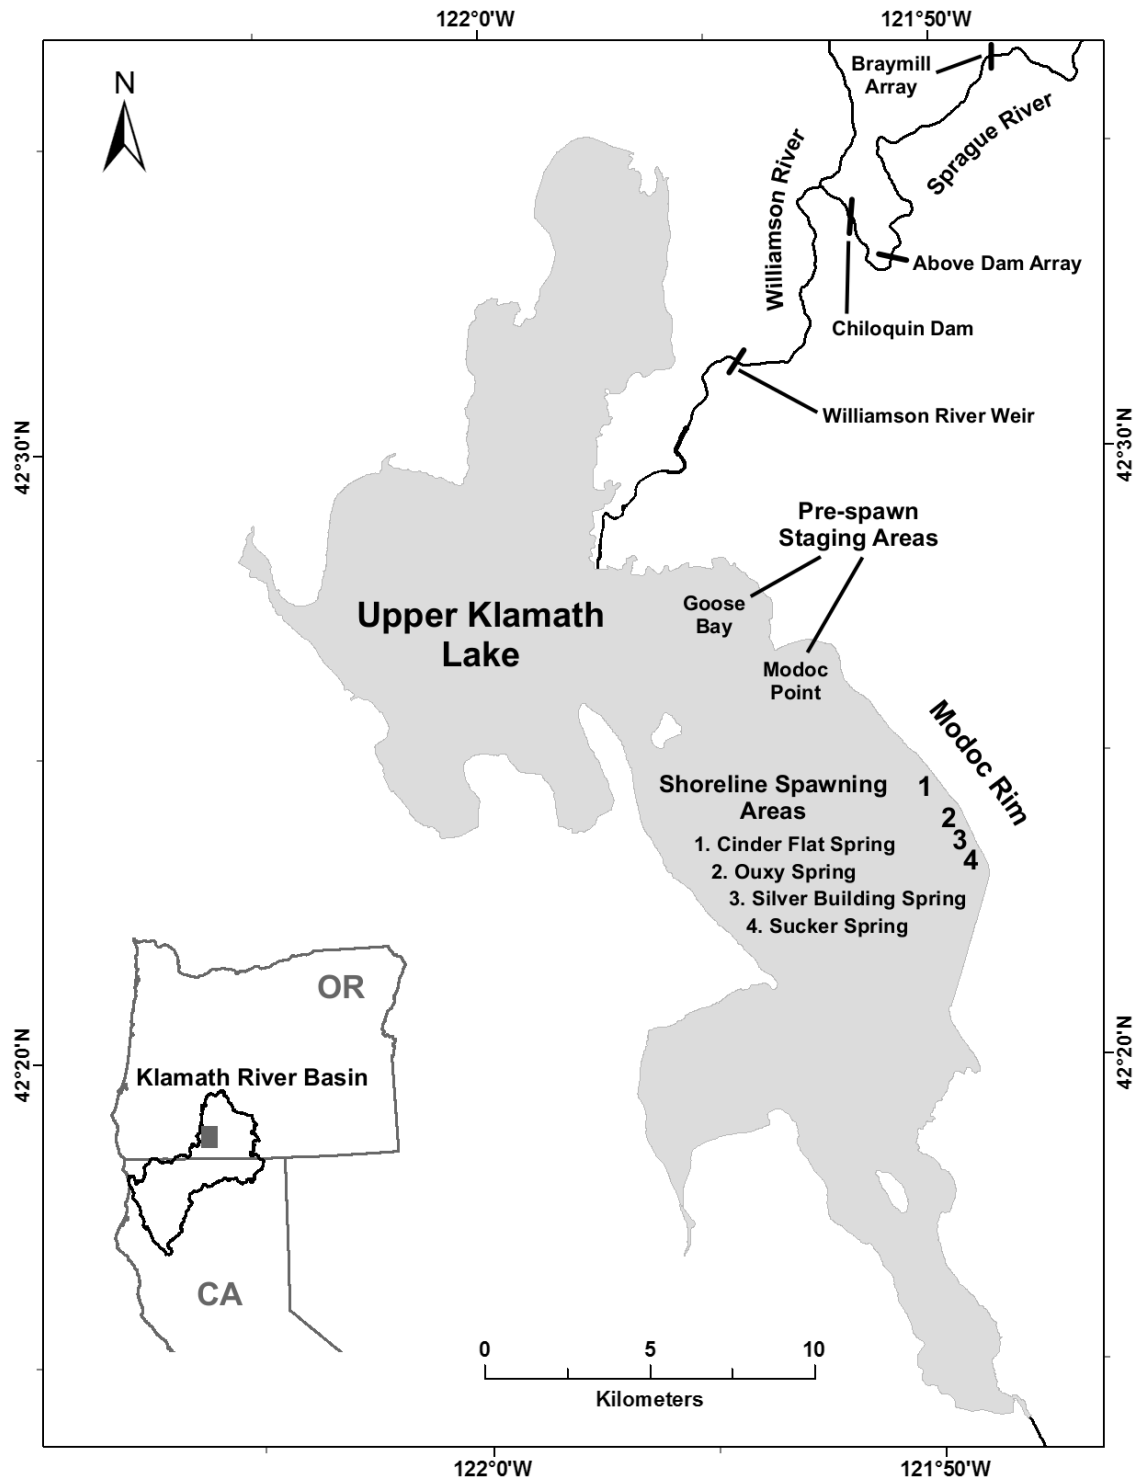 122°0'W
121°50'W
N
Braymill
Array
Sprague River
Williamson River
Above Dam Array
Chiloquin Dam
Williamson River Weir
42°30'N
42°30'N
Pre-spawn
Staging Areas
Goose
Bay
Upper Klamath
Lake
Modoc
Point
Modoc Rim
Shoreline Spawning
Areas
1. Cinder Flat Spring
2. Ouxy Spring
3. Silver Building Spring
4. Sucker Spring
1
2
3
4
OR
Klamath River Basin
CA
42°20'N
42°20'N
0 5 10
Kilometers
122°0'W
121°50'W